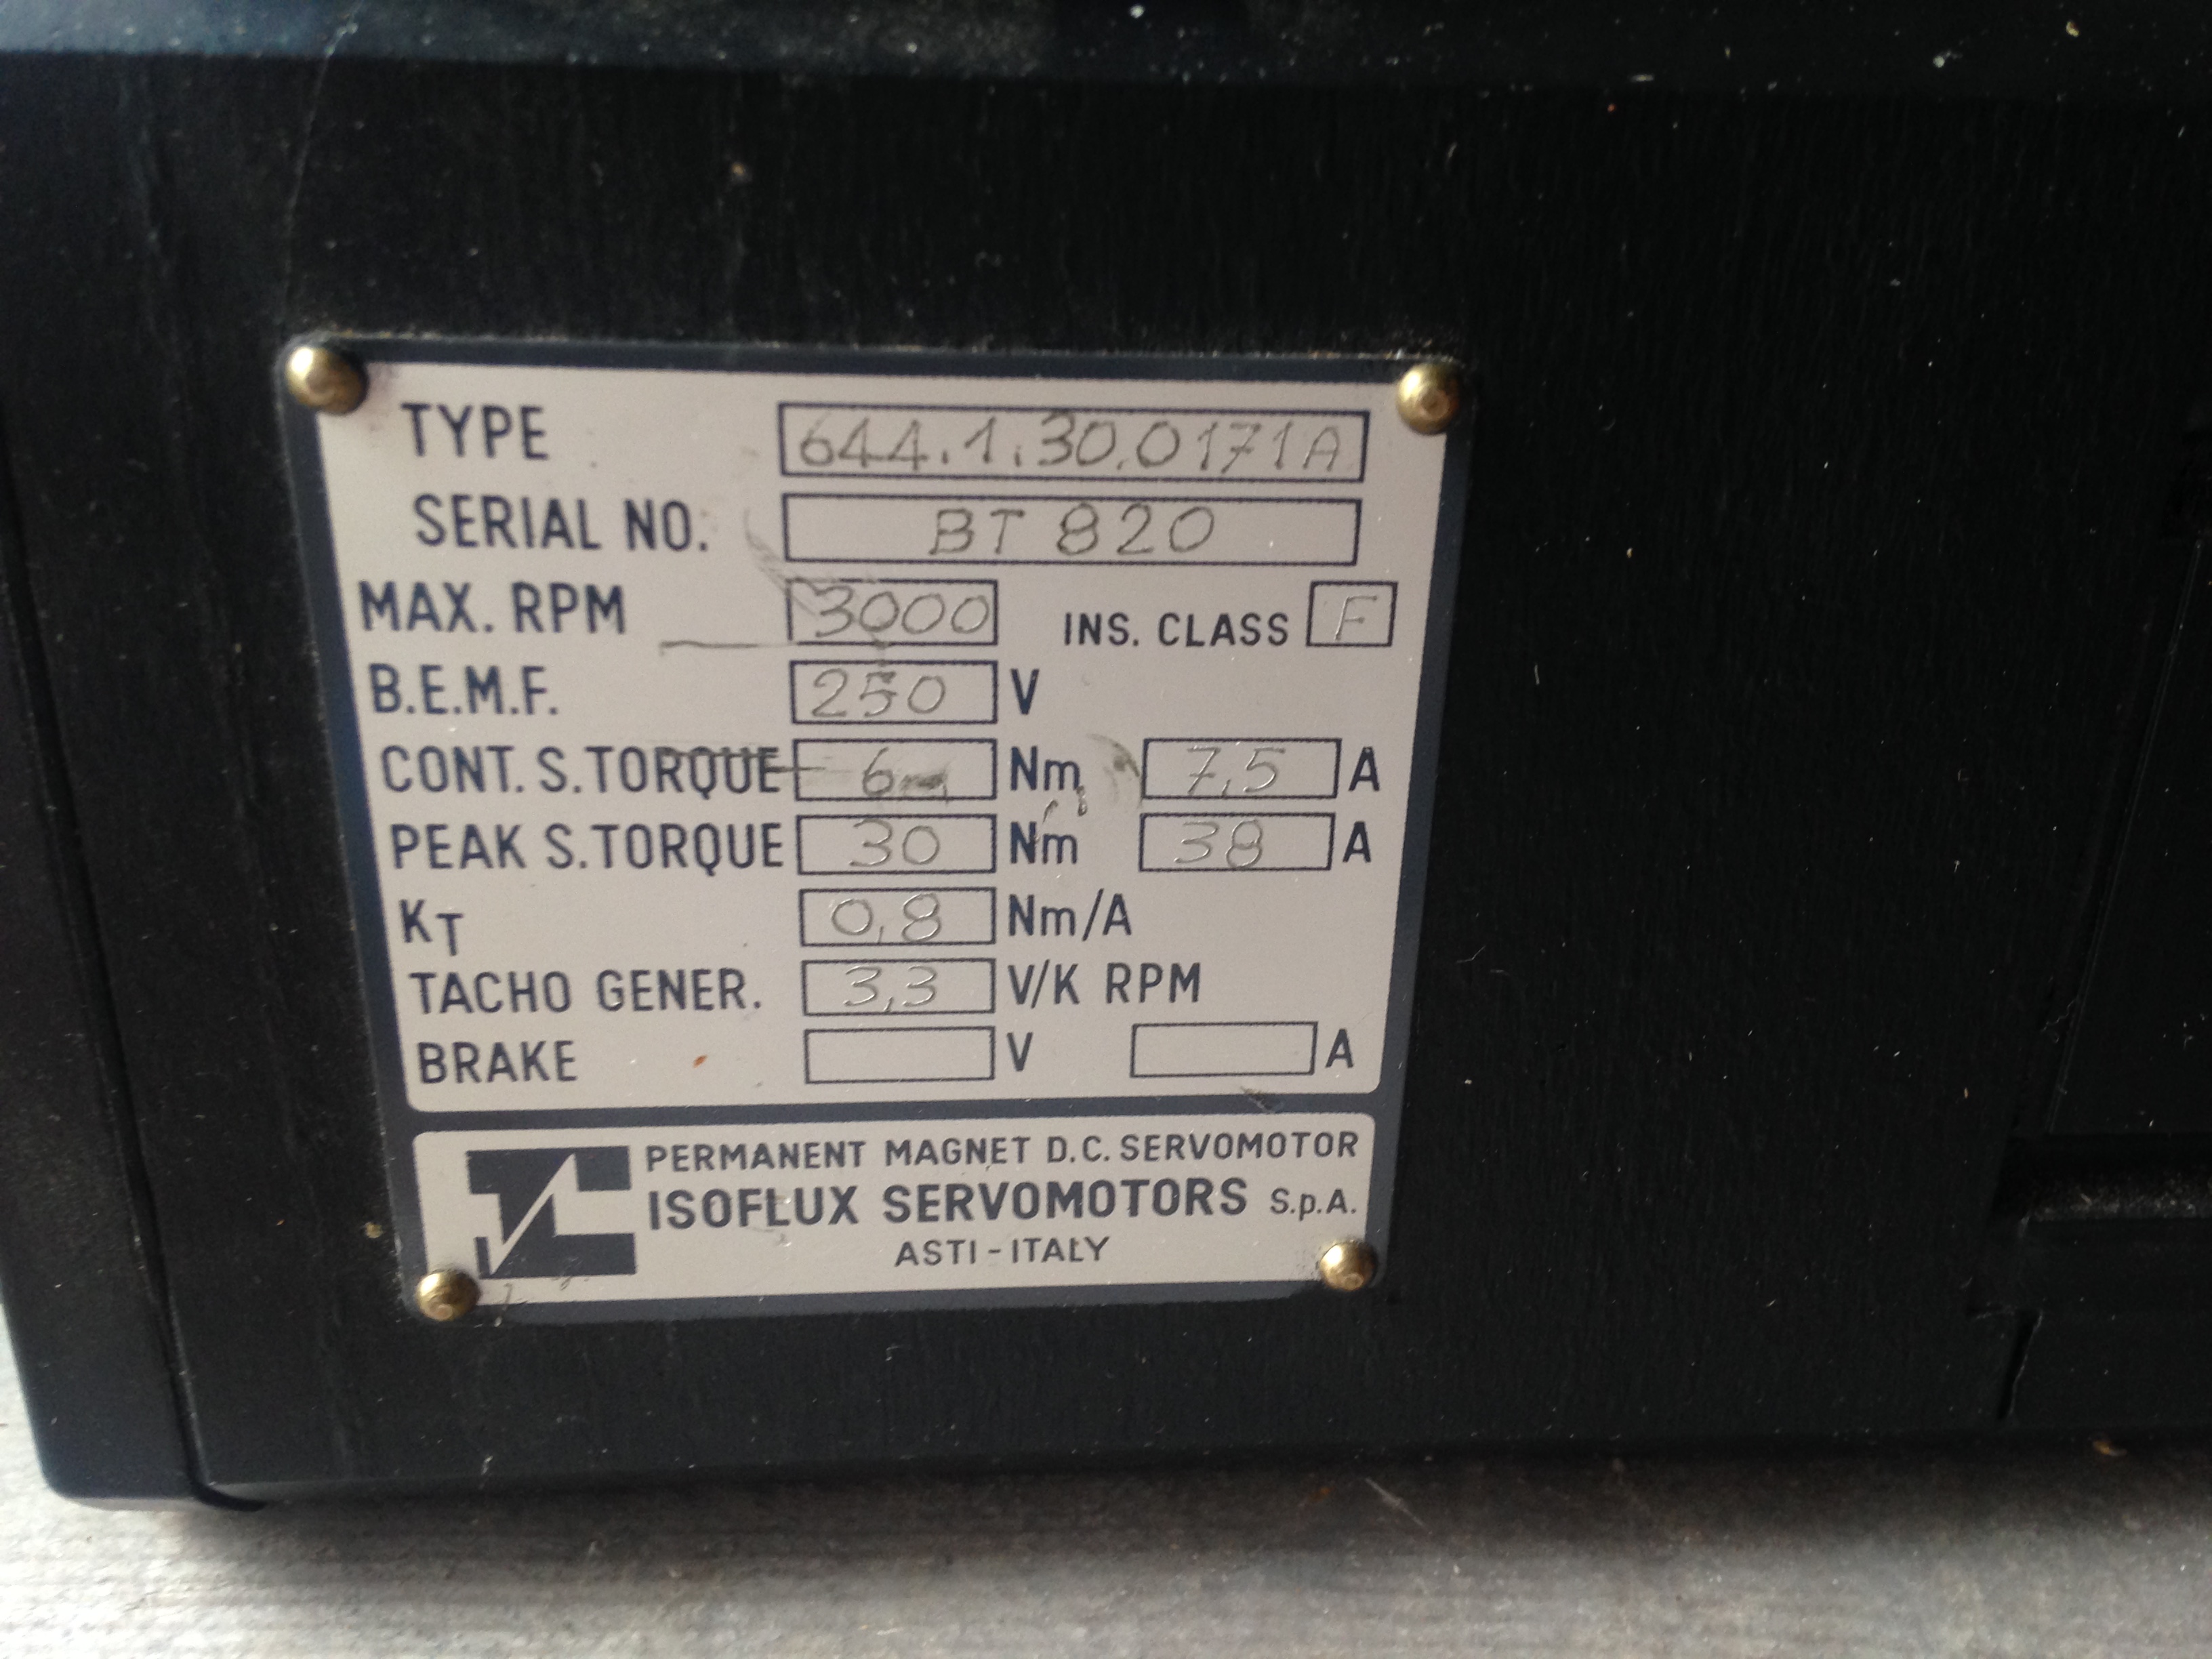 TYPE 644.1.30.0171A
SERIAL NO. BT 820
MAX. RPM 3000 INS. CLASS F
B.E.M.F. 250 V
CONT. S. TORQUE 6 Nm 7,5 A
PEAK S. TORQUE 30 Nm 38 A
KT 0,8 Nm/A
TACHO GENER. 3,3 V/K RPM
BRAKE V A
PERMANENT MAGNET D.C. SERVOMOTOR
ISOFLUX SERVOMOTORS S.p.A.
ASTI - ITALY